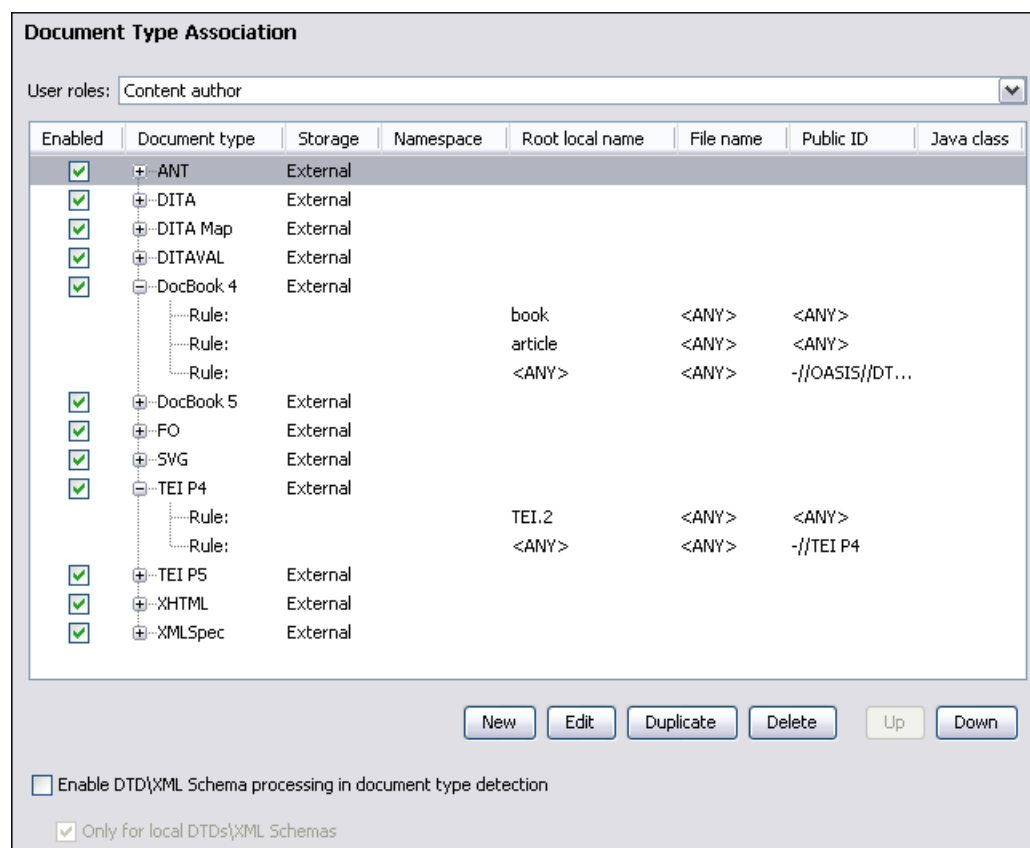 Document Type Association
User roles: Content author
Enabled Document type Storage Namespace Root local name File name Public ID Java class
ANT External
DITA External
DITA Map External
DITAVAL External
DocBook 4 External
Rule: book <ANY> <ANY>
Rule: article <ANY> <ANY>
Rule: <ANY> <ANY> -//OASIS//DT...
DocBook 5 External
FO External
SVG External
TEI P4 External
Rule: TEI.2 <ANY> <ANY>
Rule: <ANY> <ANY> -//TEI P4
TEI P5 External
XHTML External
XMLSpec External
New Edit Duplicate Delete Up Down
Enable DTD\XML Schema processing in document type detection
Only for local DTDs\XML Schemas